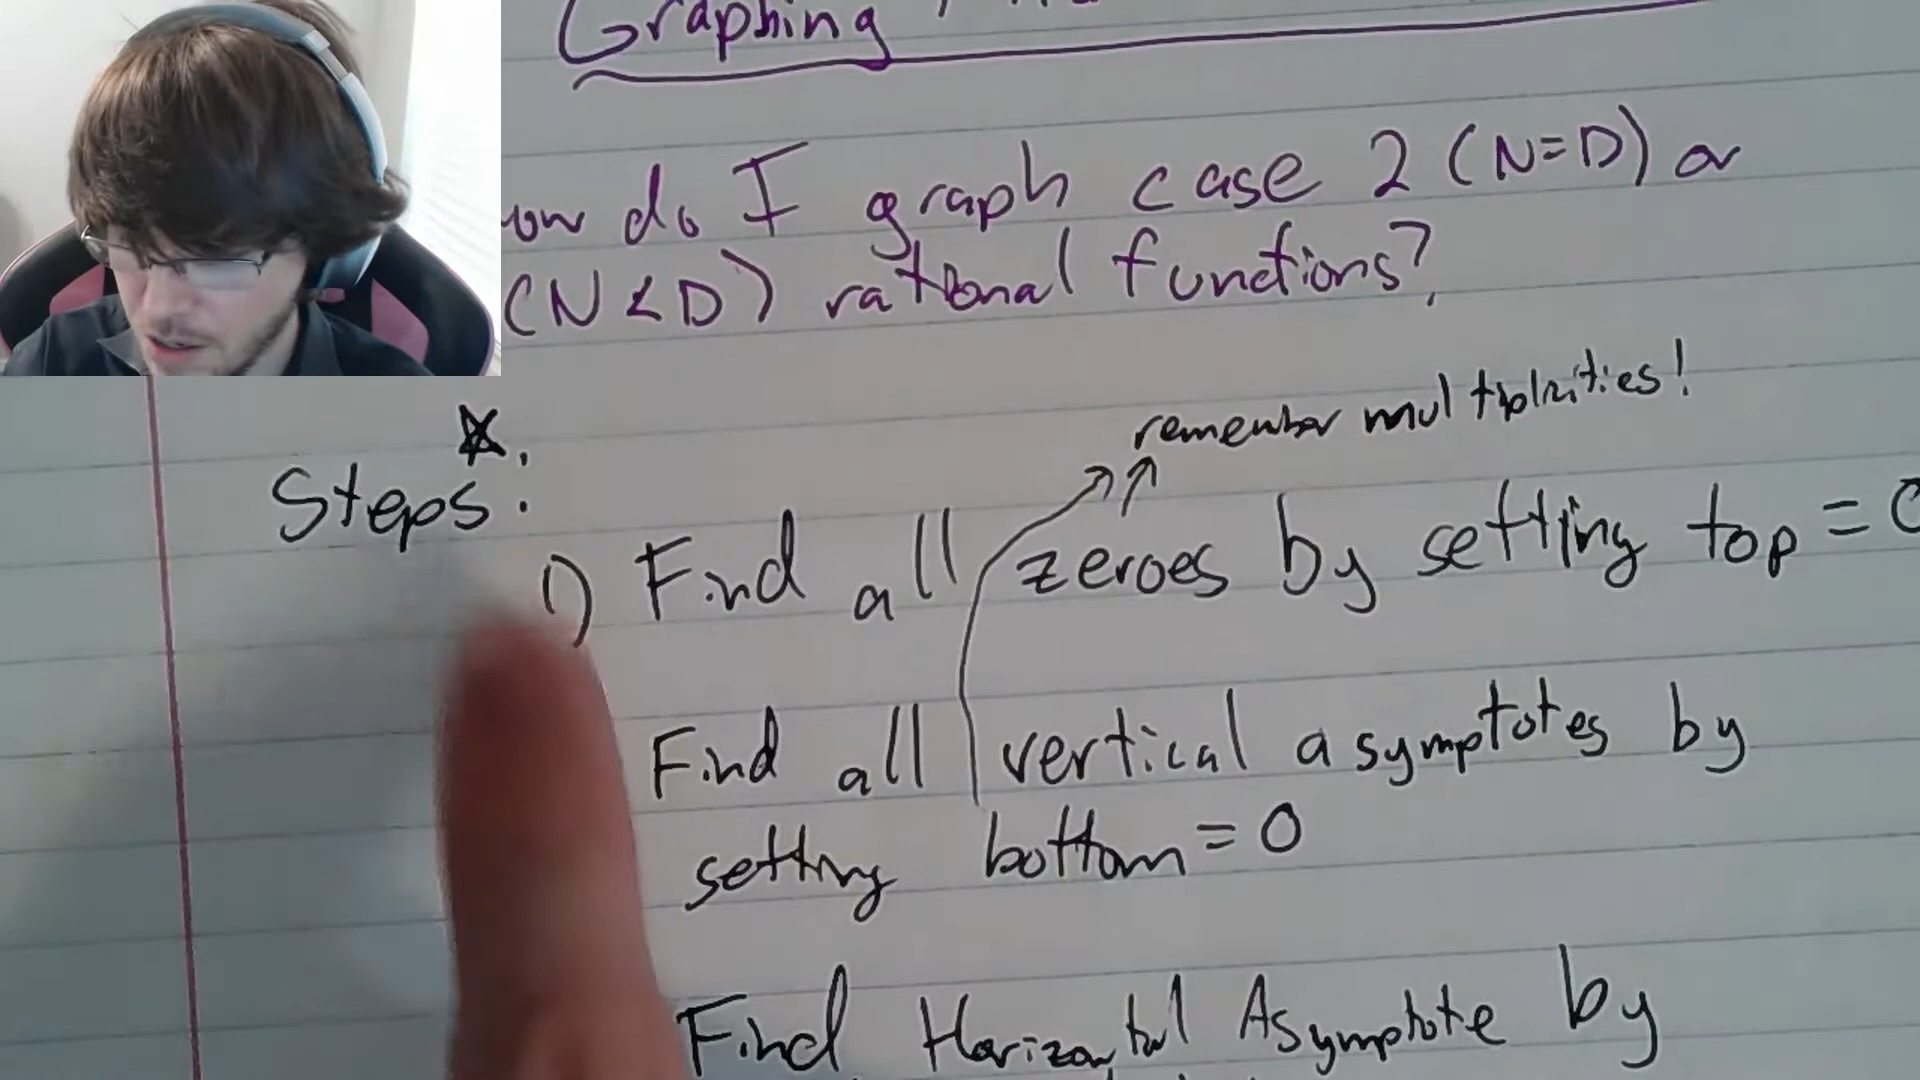 Graphing
do I graph case 2 (N=D) or
(N<D) rational functions?
remember multiplicities!
Steps:
1) Find all zeroes by setting top = 0
Find all vertical asymptotes by
setting bottom = 0
Find Horizontal Asymptote by